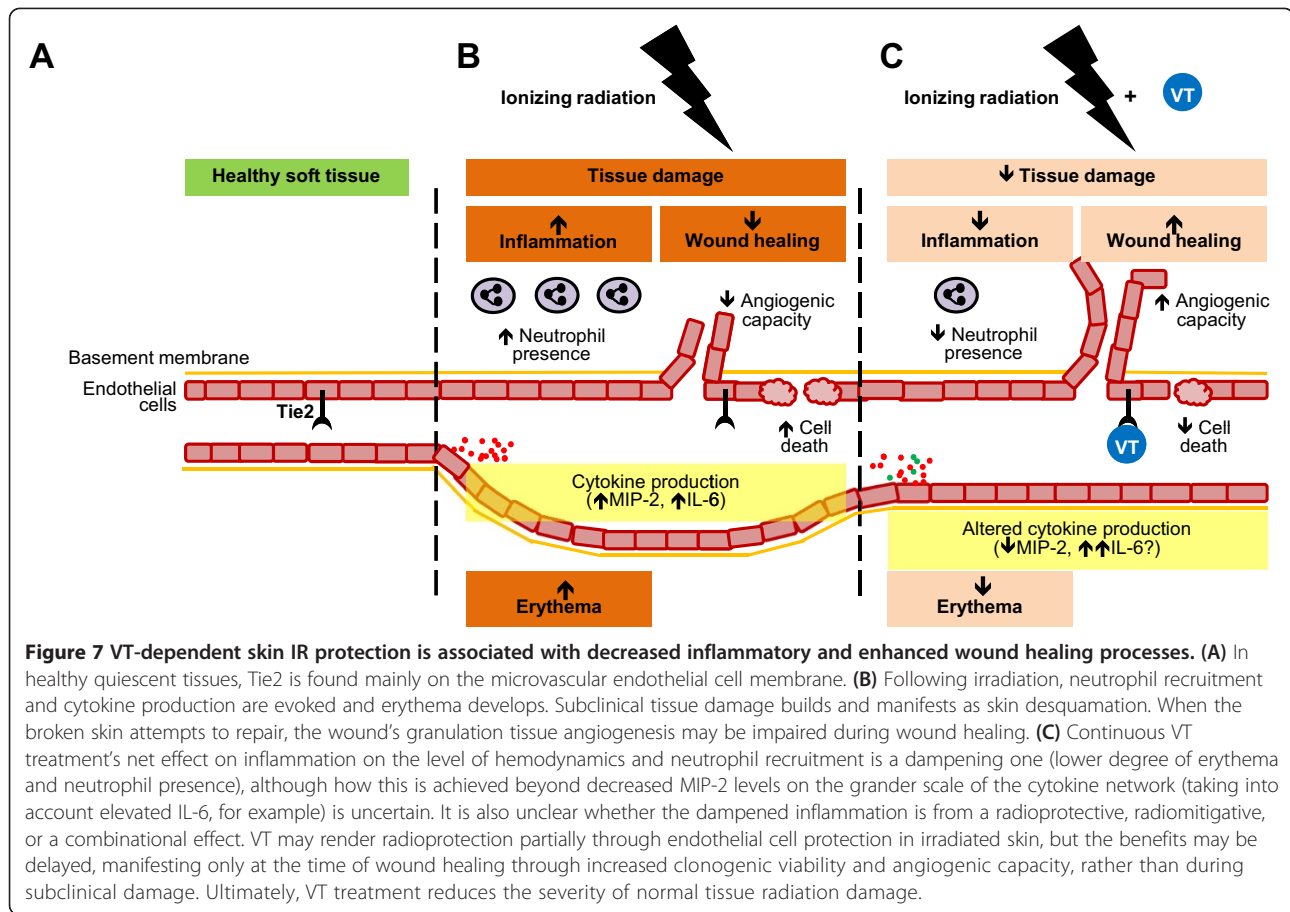 A
B
C
Ionizing radiation
Ionizing radiation + VT
Healthy soft tissue
Tissue damage
↓ Tissue damage
↑
Inflammation
↓
Wound healing
↓
Inflammation
↑
Wound healing
↑ Neutrophil
presence
↓ Angiogenic
capacity
↓ Neutrophil
presence
↑ Angiogenic
capacity
Basement membrane
Endothelial
cells
Tie2
↑ Cell
death
VT
↓ Cell
death
Cytokine production
(↑MIP-2, ↑IL-6)
Altered cytokine production
(↓MIP-2, ↑↑IL-6?)
↑
Erythema
↓
Erythema
Figure 7 VT-dependent skin IR protection is associated with decreased inflammatory and enhanced wound healing processes. (A) In
healthy quiescent tissues, Tie2 is found mainly on the microvascular endothelial cell membrane. (B) Following irradiation, neutrophil recruitment
and cytokine production are evoked and erythema develops. Subclinical tissue damage builds and manifests as skin desquamation. When the
broken skin attempts to repair, the wound's granulation tissue angiogenesis may be impaired during wound healing. (C) Continuous VT
treatment's net effect on inflammation on the level of hemodynamics and neutrophil recruitment is a dampening one (lower degree of erythema
and neutrophil presence), although how this is achieved beyond decreased MIP-2 levels on the grander scale of the cytokine network (taking into
account elevated IL-6, for example) is uncertain. It is also unclear whether the dampened inflammation is from a radioprotective, radiomitigative,
or a combinational effect. VT may render radioprotection partially through endothelial cell protection in irradiated skin, but the benefits may be
delayed, manifesting only at the time of wound healing through increased clonogenic viability and angiogenic capacity, rather than during
subclinical damage. Ultimately, VT treatment reduces the severity of normal tissue radiation damage.